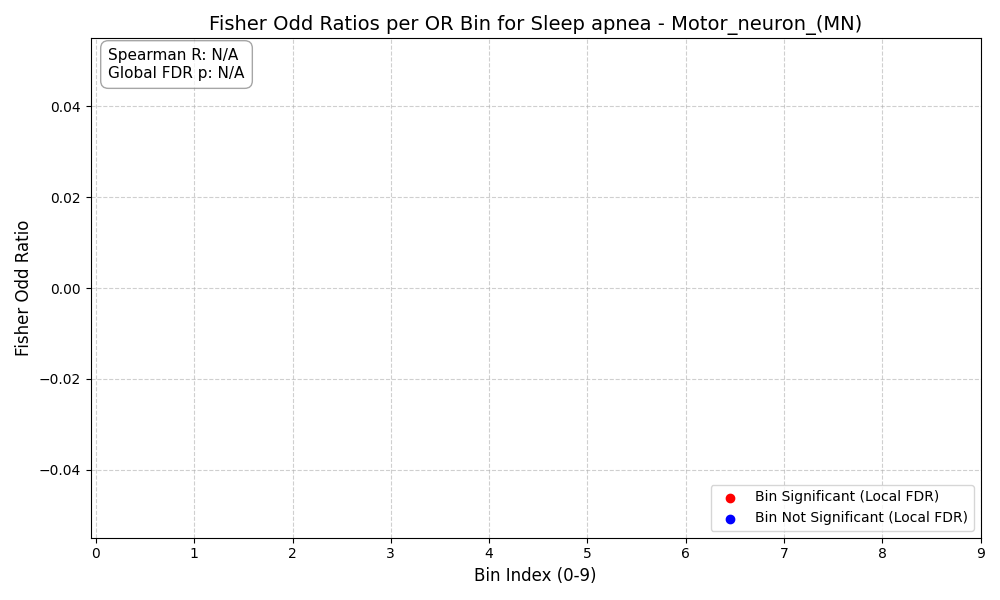 Fisher Odd Ratios per OR Bin for Sleep apnea - Motor_neuron_(MN)
Spearman R: N/A
Global FDR p: N/A
Fisher Odd Ratio
0.04
0.02
0.00
−0.02
−0.04
Bin Significant (Local FDR)
Bin Not Significant (Local FDR)
0 1 2 3 4 5 6 7 8 9
Bin Index (0-9)